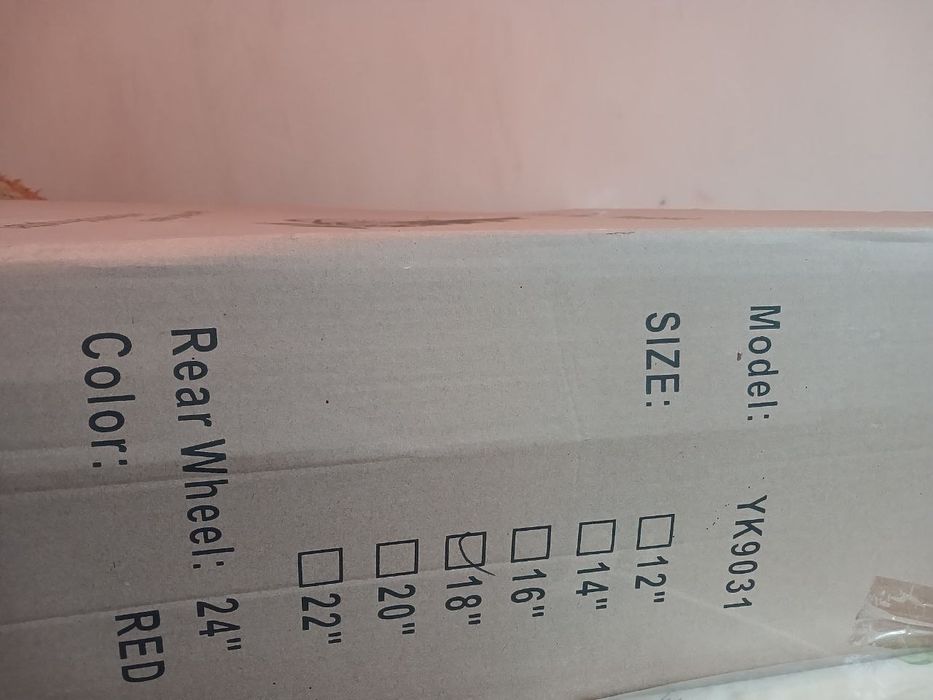 Model: YK9031
SIZE: ☐12"
☐14"
☐16"
☑18"
☐20"
☐22"
Rear Wheel: 24"
Color: RED